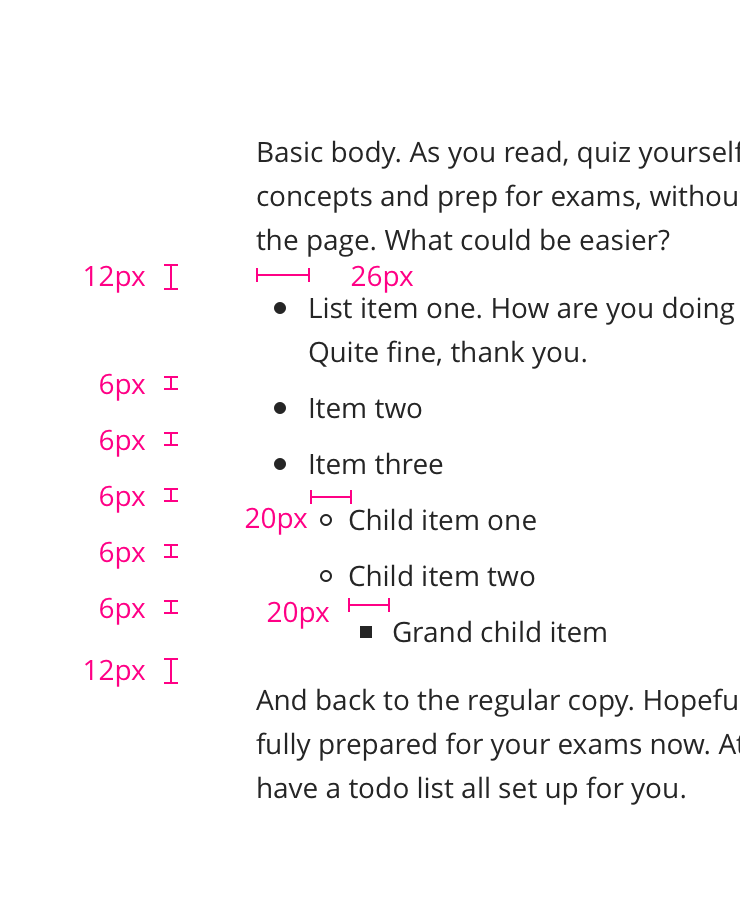 Basic body. As you read, quiz yourself
concepts and prep for exams, withou
the page. What could be easier?
12px 26px
List item one. How are you doing
Quite fine, thank you.
6px
Item two
6px
Item three
6px
20px Child item one
6px
Child item two
6px 20px
Grand child item
12px
And back to the regular copy. Hopefu
fully prepared for your exams now. At
have a todo list all set up for you.